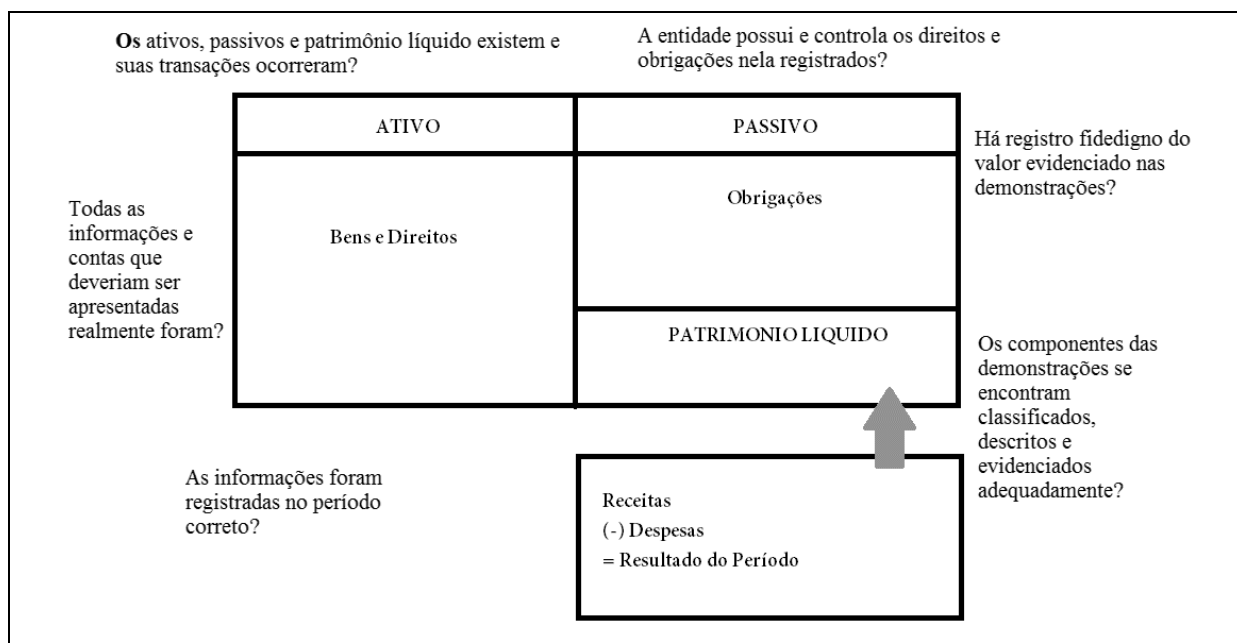 Os ativos, passivos e patrimônio líquido existem e
suas transações ocorreram?
A entidade possui e controla os direitos e
obrigações nela registrados?
ATIVO
PASSIVO
Há registro fidedigno do
valor evidenciado nas
demonstrações?
Todas as
informações e
contas que
deveriam ser
apresentadas
realmente foram?
Bens e Direitos
Obrigações
PATRIMONIO LIQUIDO
Os componentes das
demonstrações se
encontram
classificados,
descritos e
evidenciados
adequadamente?
As informações foram
registradas no período
correto?
Receitas
(-) Despesas
= Resultado do Período